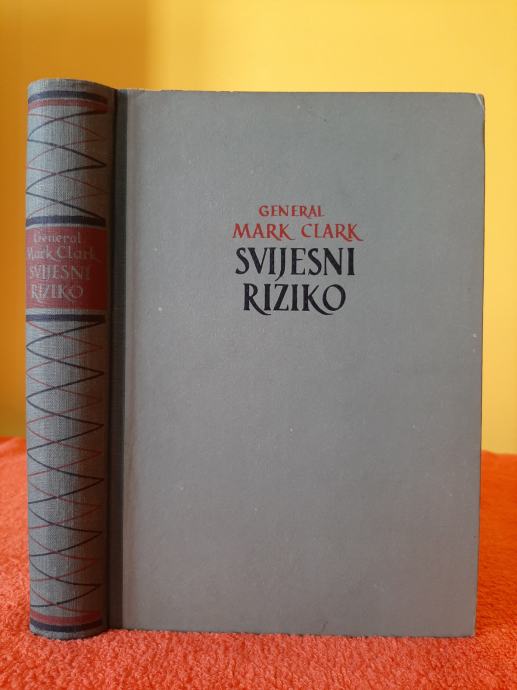 General
Mark Clark
SVIJESNI
RIZIKO
GENERAL
MARK CLARK
SVIJESNI
RIZIKO